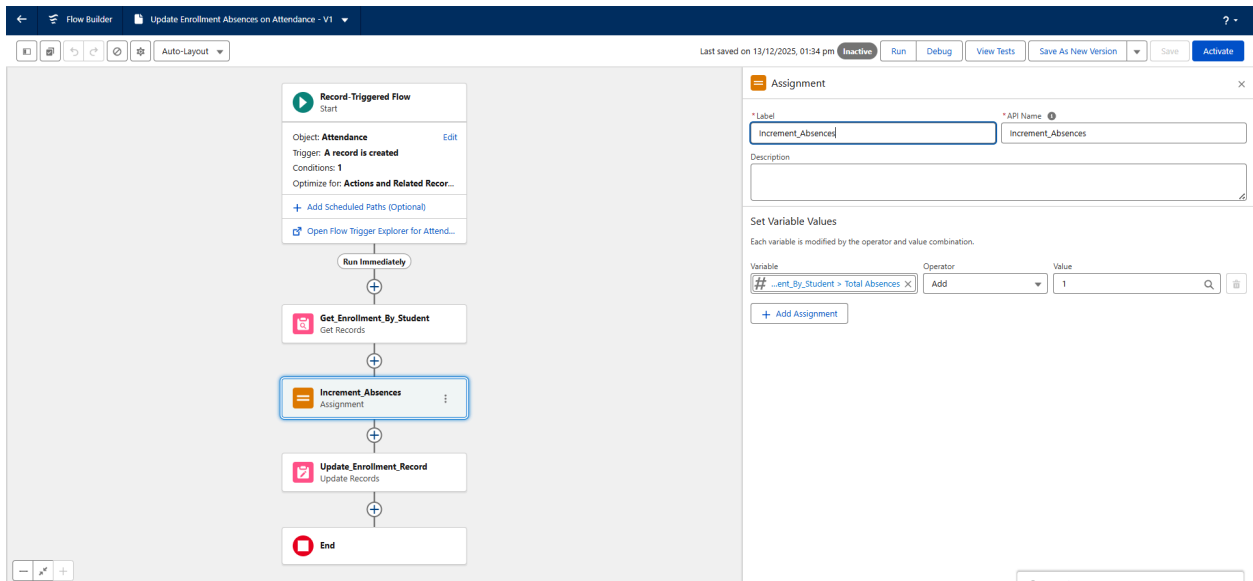 Flow Builder
Update Enrollment Absences on Attendance - V1
?
Auto-Layout
Last saved on 13/12/2025, 01:34 pm
Inactive
Run
Debug
View Tests
Save As New Version
Save
Activate
Record-Triggered Flow
Start
Object: Attendance
Edit
Trigger: A record is created
Conditions: 1
Optimize for: Actions and Related Recor...
+ Add Scheduled Paths (Optional)
Open Flow Trigger Explorer for Attend...
Run Immediately
Get_Enrollment_By_Student
Get Records
Increment_Absences
Assignment
Update_Enrollment_Record
Update Records
End
Assignment
* Label
Increment_Absences
* API Name
Increment_Absences
Description
Set Variable Values
Each variable is modified by the operator and value combination.
Variable
Operator
Value
...ent_By_Student > Total Absences
Add
1
+ Add Assignment